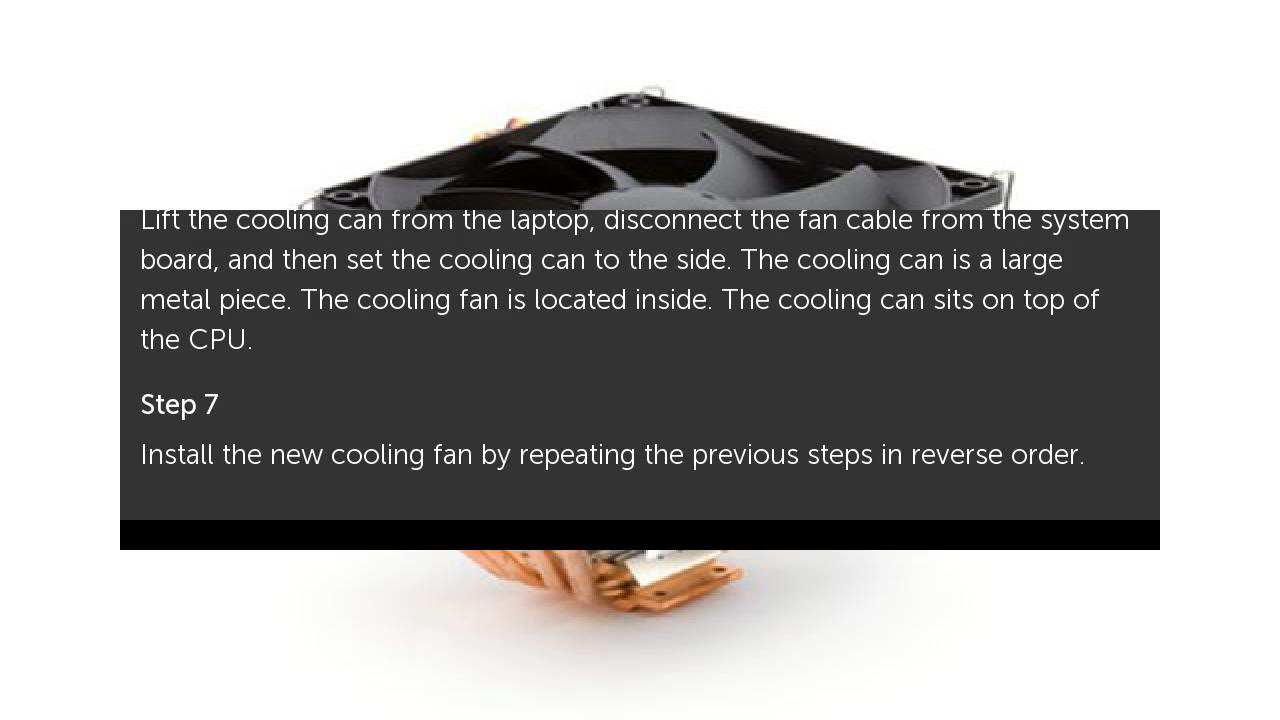 Lift the cooling can from the laptop, disconnect the fan cable from the system
board, and then set the cooling can to the side. The cooling can is a large
metal piece. The cooling fan is located inside. The cooling can sits on top of
the CPU.
Step 7
Install the new cooling fan by repeating the previous steps in reverse order.